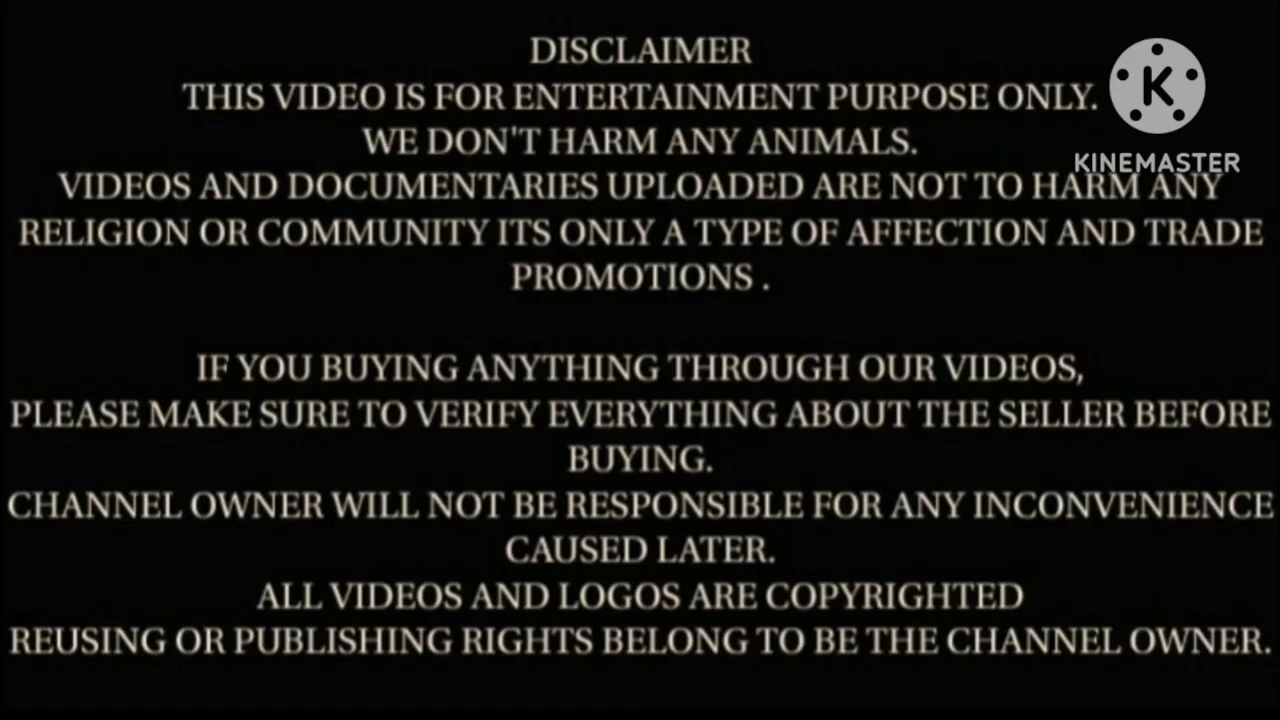 DISCLAIMER
THIS VIDEO IS FOR ENTERTAINMENT PURPOSE ONLY.
WE DON'T HARM ANY ANIMALS.
VIDEOS AND DOCUMENTARIES UPLOADED ARE NOT TO HARM ANY
RELIGION OR COMMUNITY ITS ONLY A TYPE OF AFFECTION AND TRADE
PROMOTIONS .
IF YOU BUYING ANYTHING THROUGH OUR VIDEOS,
PLEASE MAKE SURE TO VERIFY EVERYTHING ABOUT THE SELLER BEFORE
BUYING.
CHANNEL OWNER WILL NOT BE RESPONSIBLE FOR ANY INCONVENIENCE
CAUSED LATER.
ALL VIDEOS AND LOGOS ARE COPYRIGHTED
REUSING OR PUBLISHING RIGHTS BELONG TO BE THE CHANNEL OWNER.
K
KINEMASTER